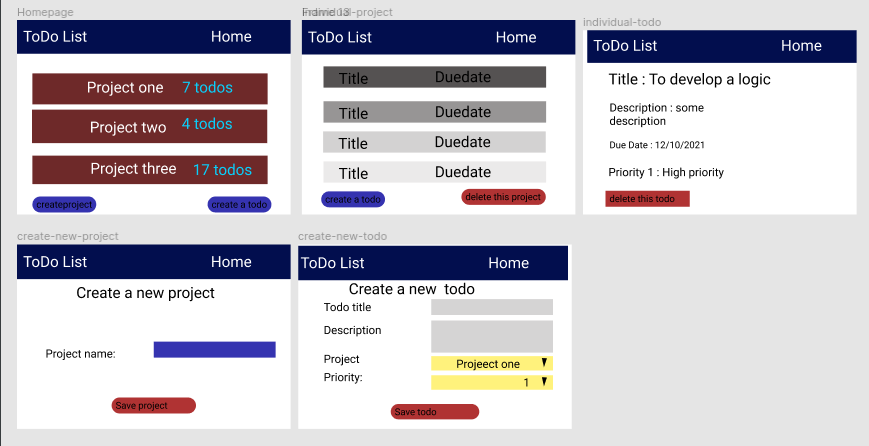 Homepage
ToDo List Home
Project one 7 todos
Project two 4 todos
Project three 17 todos
createproject create a todo
individual-project
ToDo List Home
Title Duedate
Title Duedate
Title Duedate
Title Duedate
create a todo delete this project
individual-todo
ToDo List Home
Title : To develop a logic
Description : some
description
Due Date : 12/10/2021
Priority 1 : High priority
delete this todo
create-new-project
ToDo List Home
Create a new project
Project name:
Save project
create-new-todo
ToDo List Home
Create a new todo
Todo title
Description
Project Projeect one
Priority: 1
Save todo